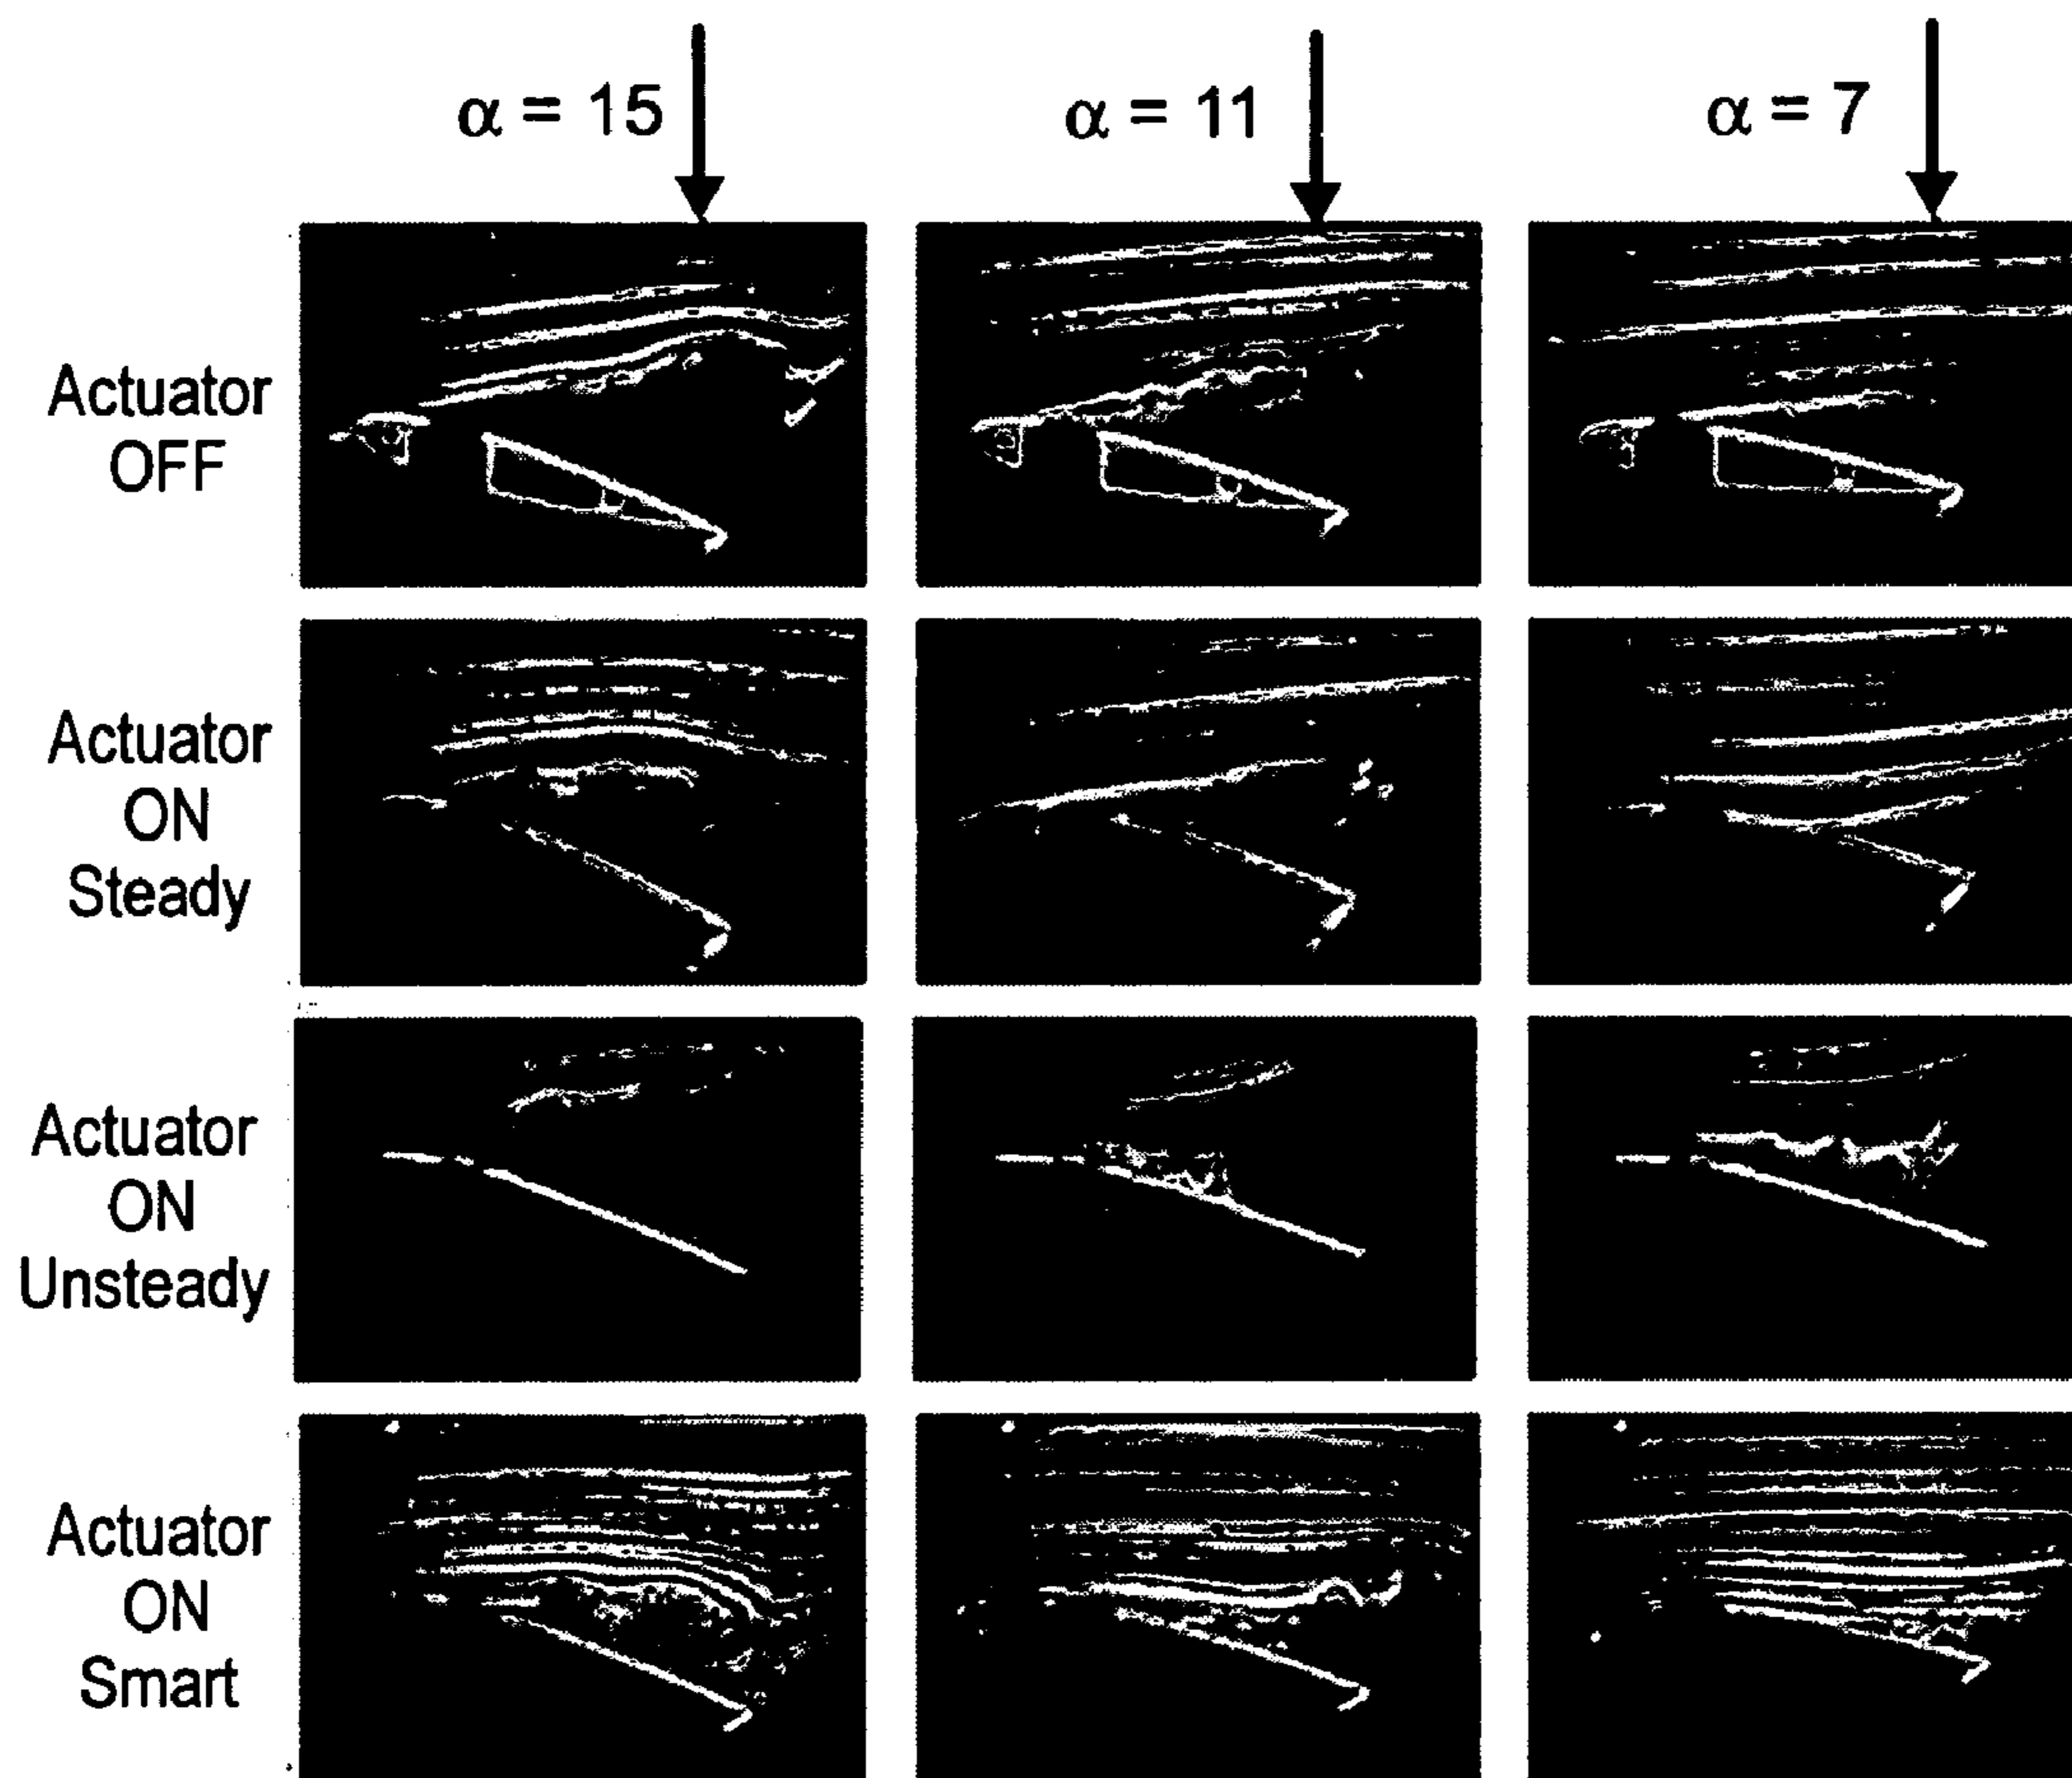 α = 15
α = 11
α = 7
Actuator
OFF
Actuator
ON
Steady
Actuator
ON
Unsteady
Actuator
ON
Smart